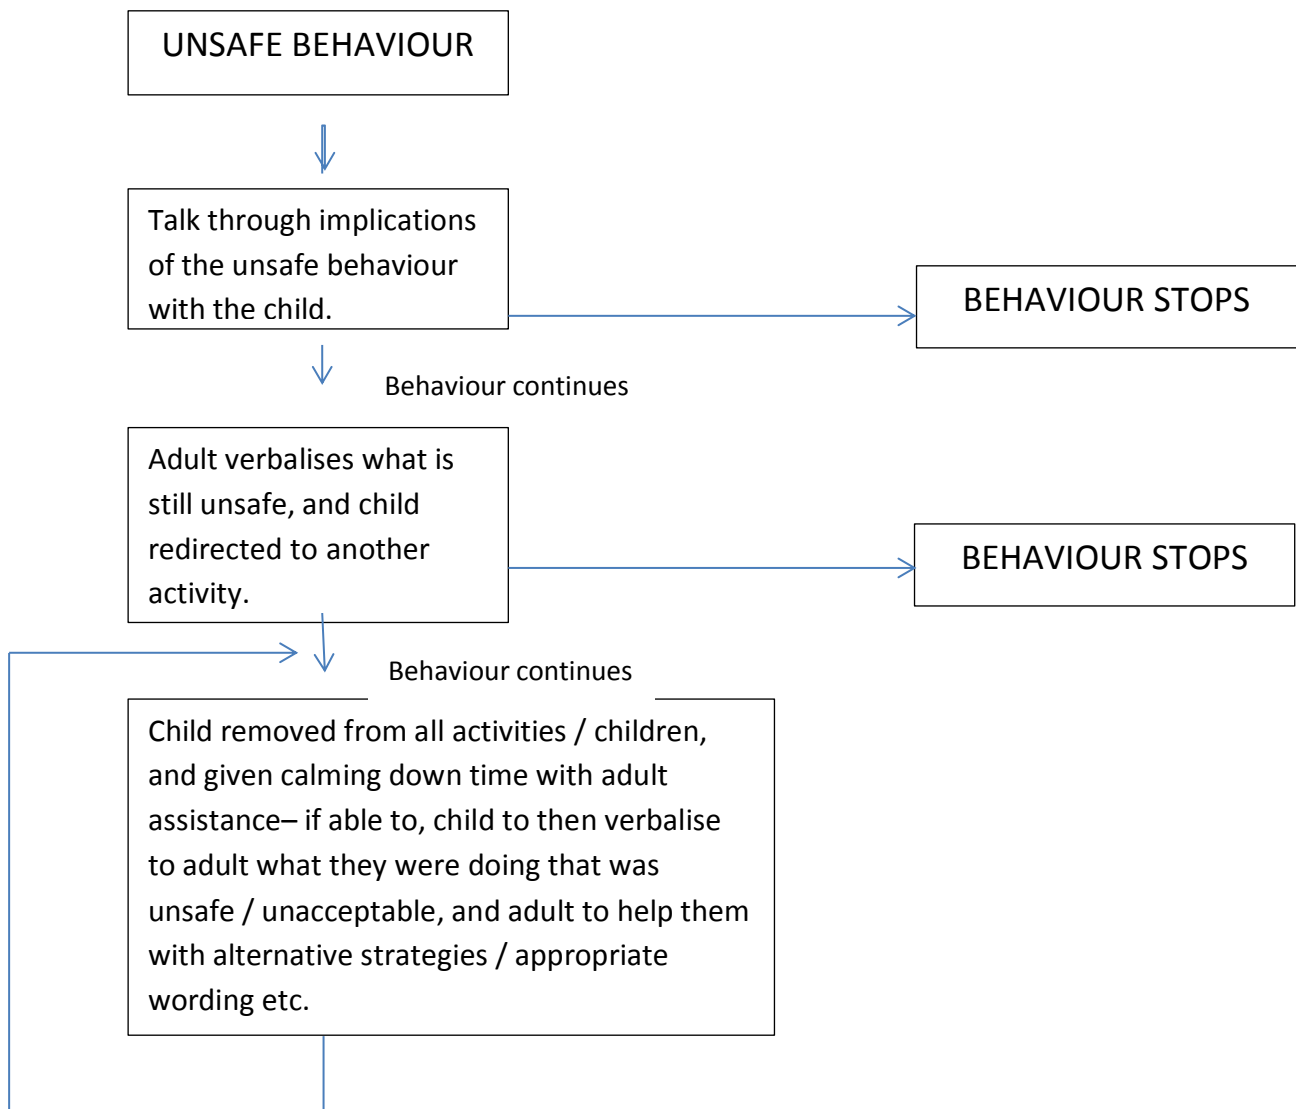 UNSAFE BEHAVIOUR
Talk through implications
of the unsafe behaviour
with the child.
BEHAVIOUR STOPS
Behaviour continues
Adult verbalises what is
still unsafe, and child
redirected to another
activity.
BEHAVIOUR STOPS
Behaviour continues
Child removed from all activities / children,
and given calming down time with adult
assistance– if able to, child to then verbalise
to adult what they were doing that was
unsafe / unacceptable, and adult to help them
with alternative strategies / appropriate
wording etc.